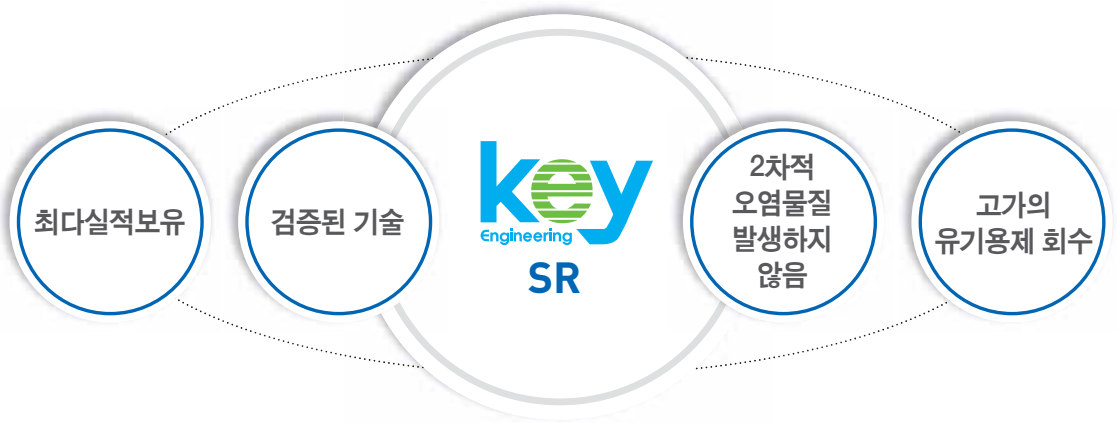 최다실적보유
검증된 기술
key
Engineering
SR
2차적
오염물질
발생하지
않음
고가의
유기용제 회수